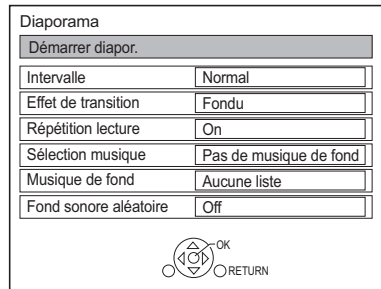 Diaporama
Démarrer diapor.
Intervalle Normal
Effet de transition Fondu
Répétition lecture On
Sélection musique Pas de musique de fond
Musique de fond Aucune liste
Fond sonore aléatoire Off
OK
RETURN